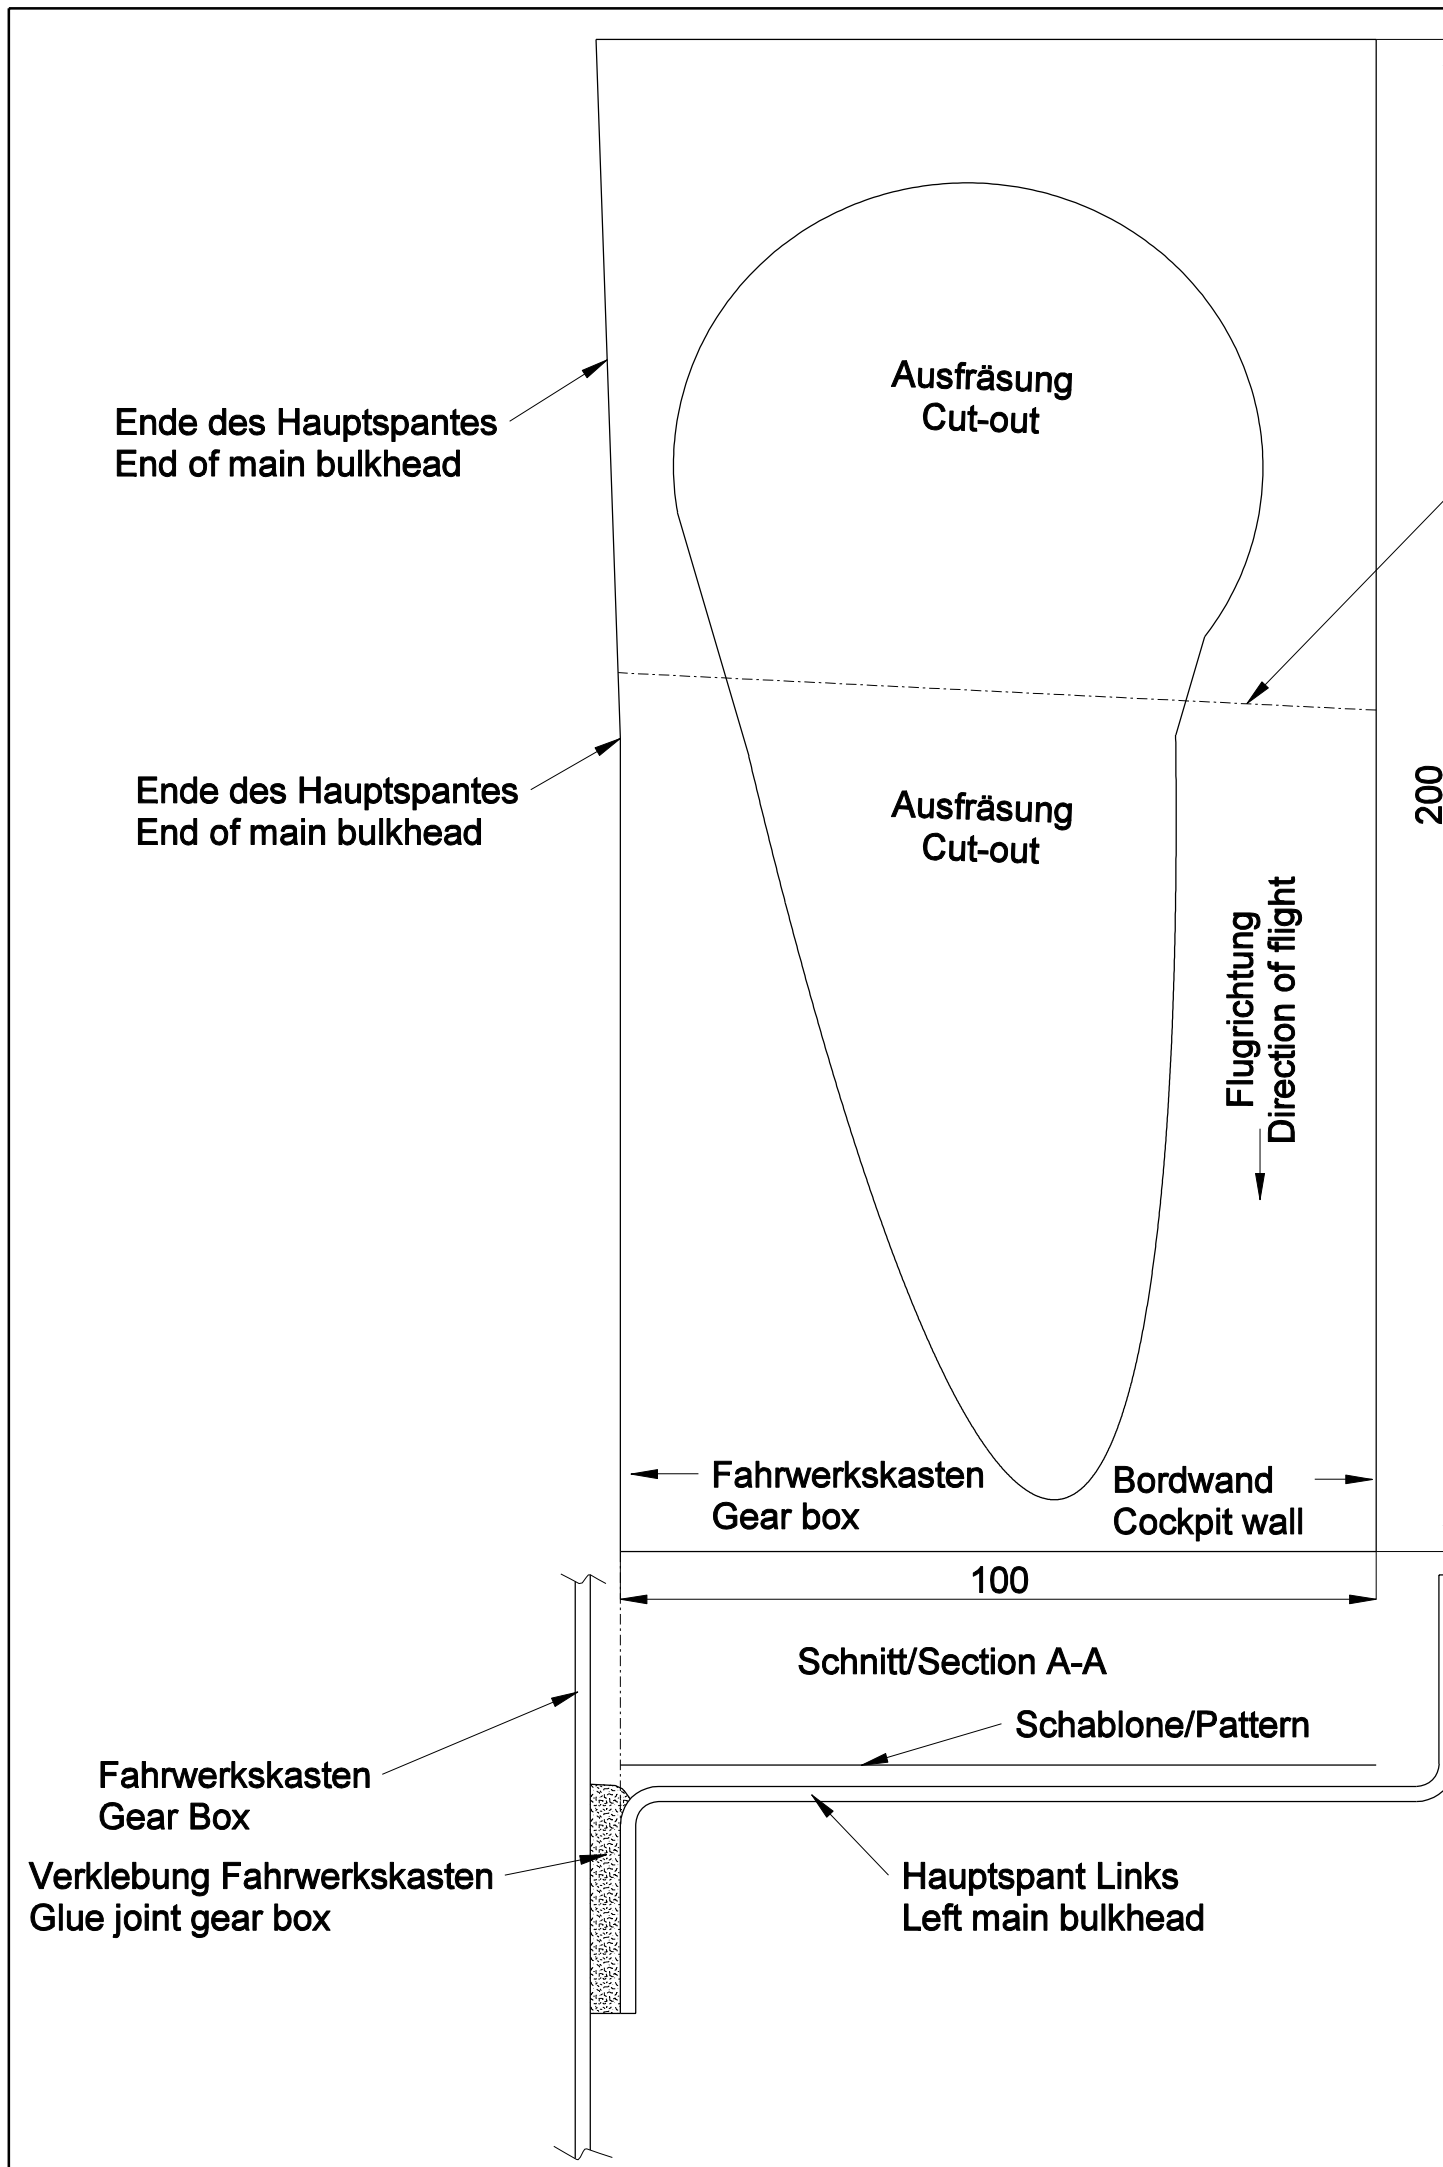 Ausfräsung
Cut-out
Ende des Hauptspantes
End of main bulkhead
Ende des Hauptspantes
End of main bulkhead
Ausfräsung
Cut-out
200
Flugrichtung
Direction of flight
Fahrwerkskasten
Gear box
Bordwand
Cockpit wall
100
Schnitt/Section A-A
Schablone/Pattern
Fahrwerkskasten
Gear Box
Verklebung Fahrwerkskasten
Glue joint gear box
Hauptspant Links
Left main bulkhead